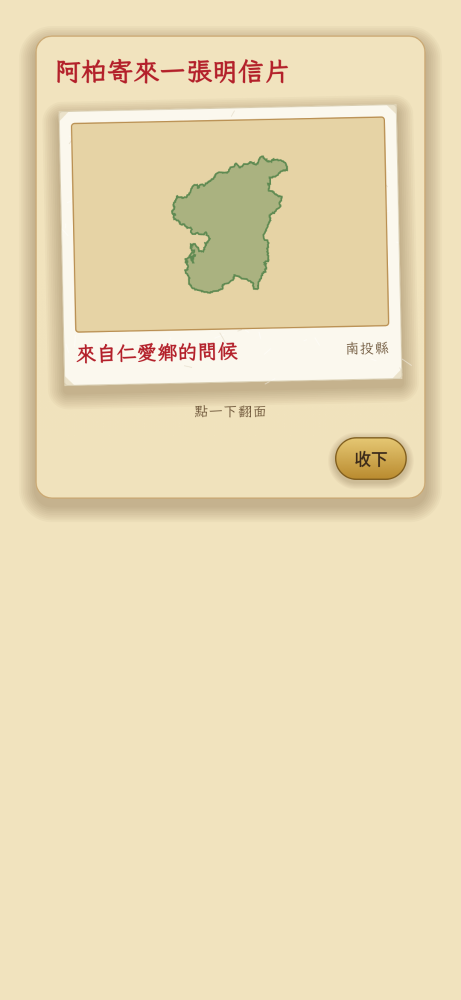 阿柏寄來一張明信片
來自仁愛鄉的問候
南投縣
點一下翻面
收下